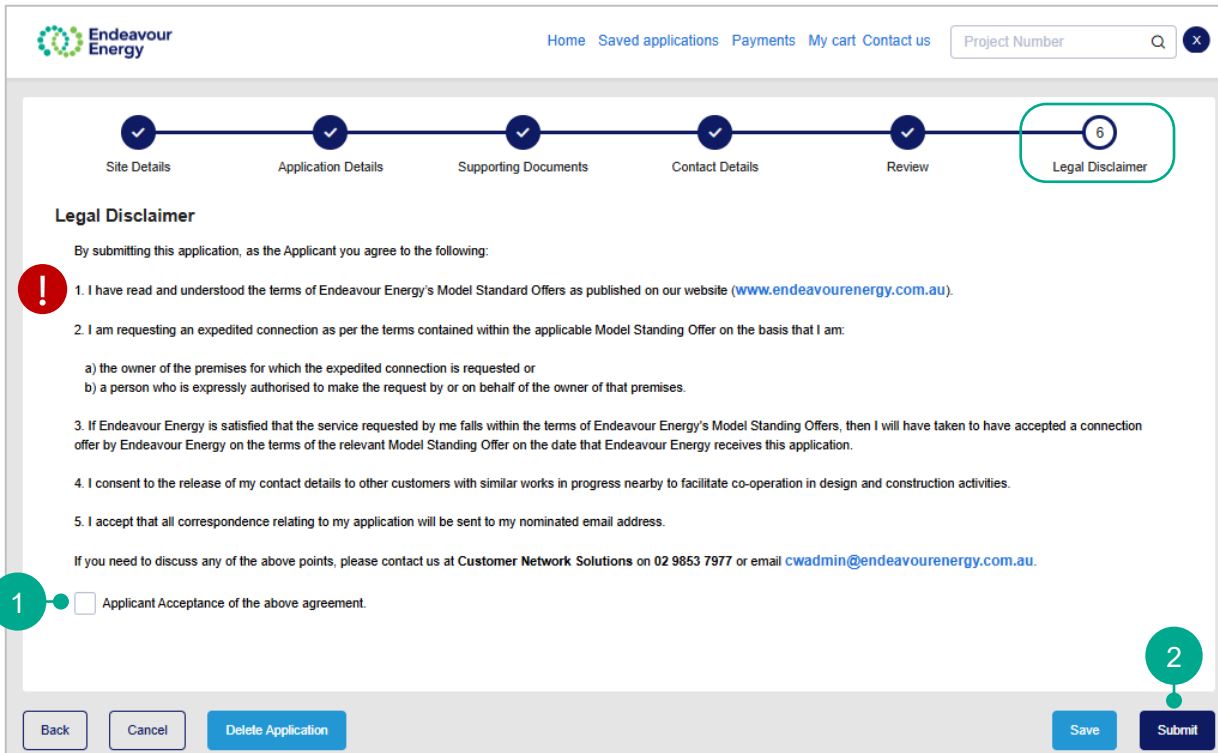 Endeavour
Energy
Home Saved applications Payments My cart Contact us Project Number X
6
Site Details Application Details Supporting Documents Contact Details Review Legal Disclaimer
Legal Disclaimer
By submitting this application, as the Applicant you agree to the following:
!
1. I have read and understood the terms of Endeavour Energy's Model Standard Offers as published on our website (www.endeavourenergy.com.au).
2. I am requesting an expedited connection as per the terms contained within the applicable Model Standing Offer on the basis that I am:
a) the owner of the premises for which the expedited connection is requested or
b) a person who is expressly authorised to make the request by or on behalf of the owner of that premises.
3. If Endeavour Energy is satisfied that the service requested by me falls within the terms of Endeavour Energy's Model Standing Offers, then I will have taken to have accepted a connection
offer by Endeavour Energy on the terms of the relevant Model Standing Offer on the date that Endeavour Energy receives this application.
4. I consent to the release of my contact details to other customers with similar works in progress nearby to facilitate co-operation in design and construction activities.
5. I accept that all correspondence relating to my application will be sent to my nominated email address.
If you need to discuss any of the above points, please contact us at Customer Network Solutions on 02 9853 7977 or email cwadmin@endeavourenergy.com.au.
1
Applicant Acceptance of the above agreement.
2
Back Cancel Delete Application Save Submit